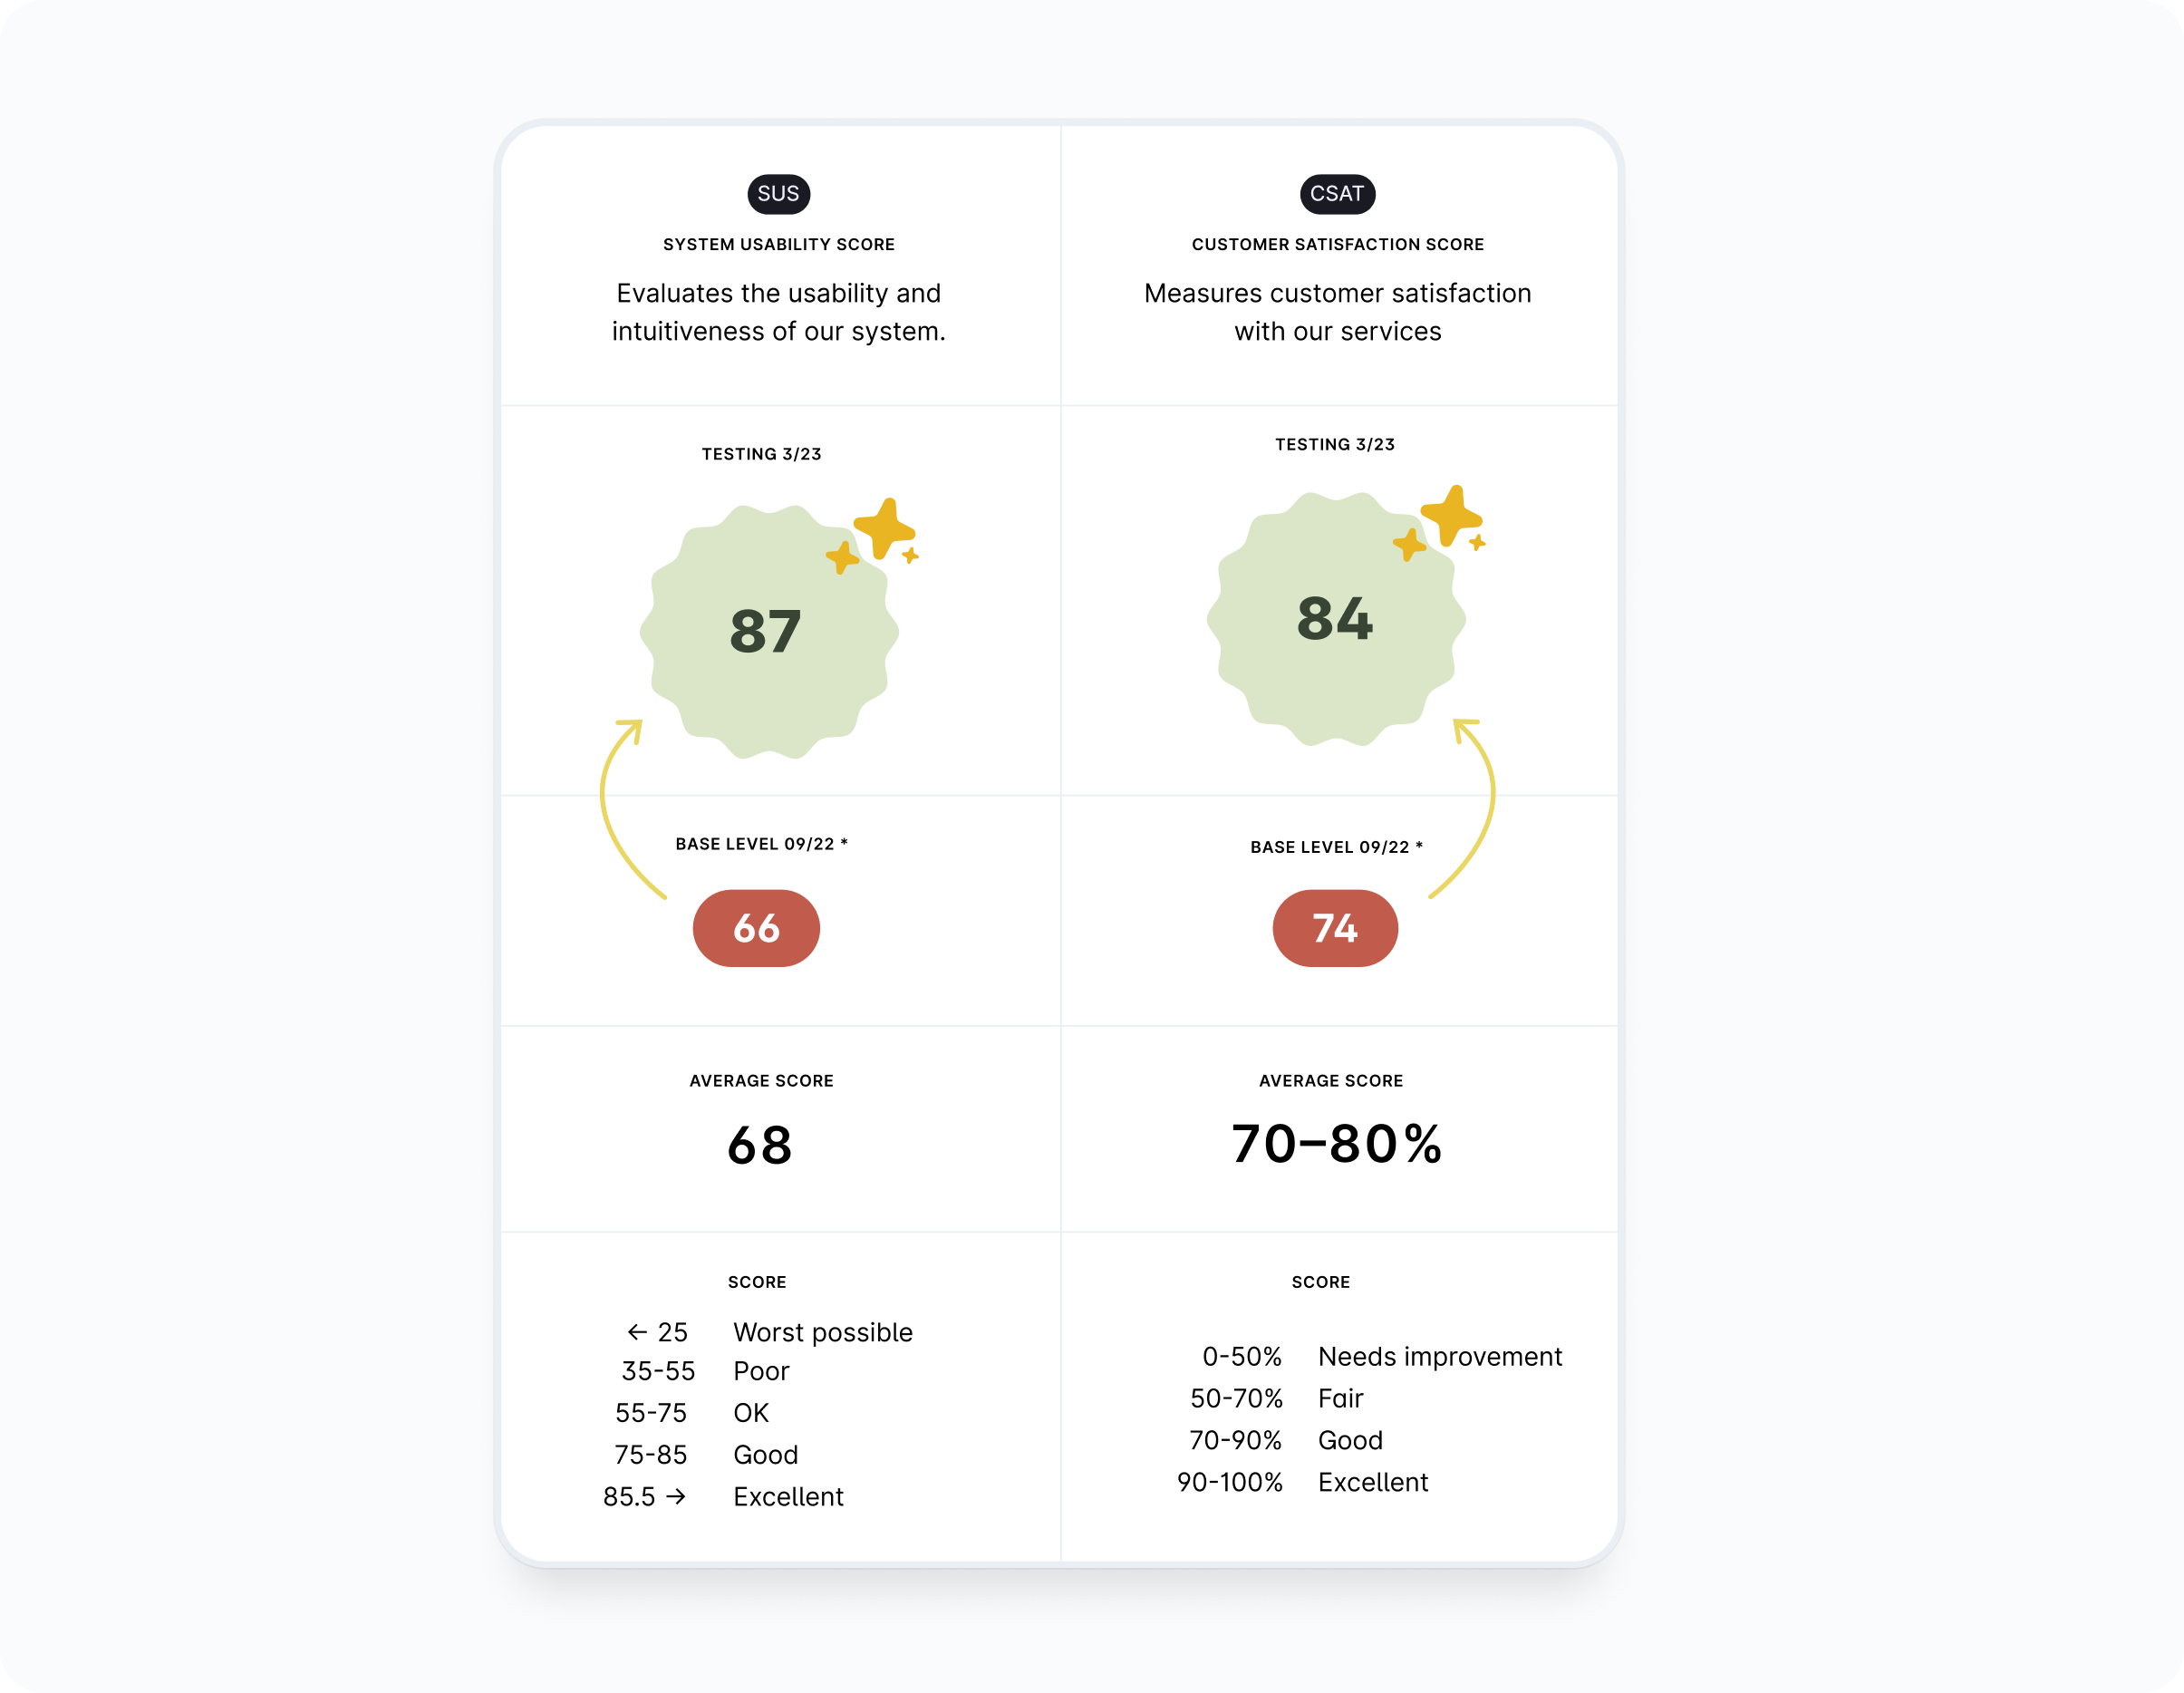 SUS
SYSTEM USABILITY SCORE
Evaluates the usability and
intuitiveness of our system.
CSAT
CUSTOMER SATISFACTION SCORE
Measures customer satisfaction
with our services
TESTING 3/23
87
TESTING 3/23
84
BASE LEVEL 09/22 *
66
BASE LEVEL 09/22 *
74
AVERAGE SCORE
68
AVERAGE SCORE
70–80%
SCORE
← 25 Worst possible
35-55 Poor
55-75 OK
75-85 Good
85.5 → Excellent
SCORE
0-50% Needs improvement
50-70% Fair
70-90% Good
90-100% Excellent